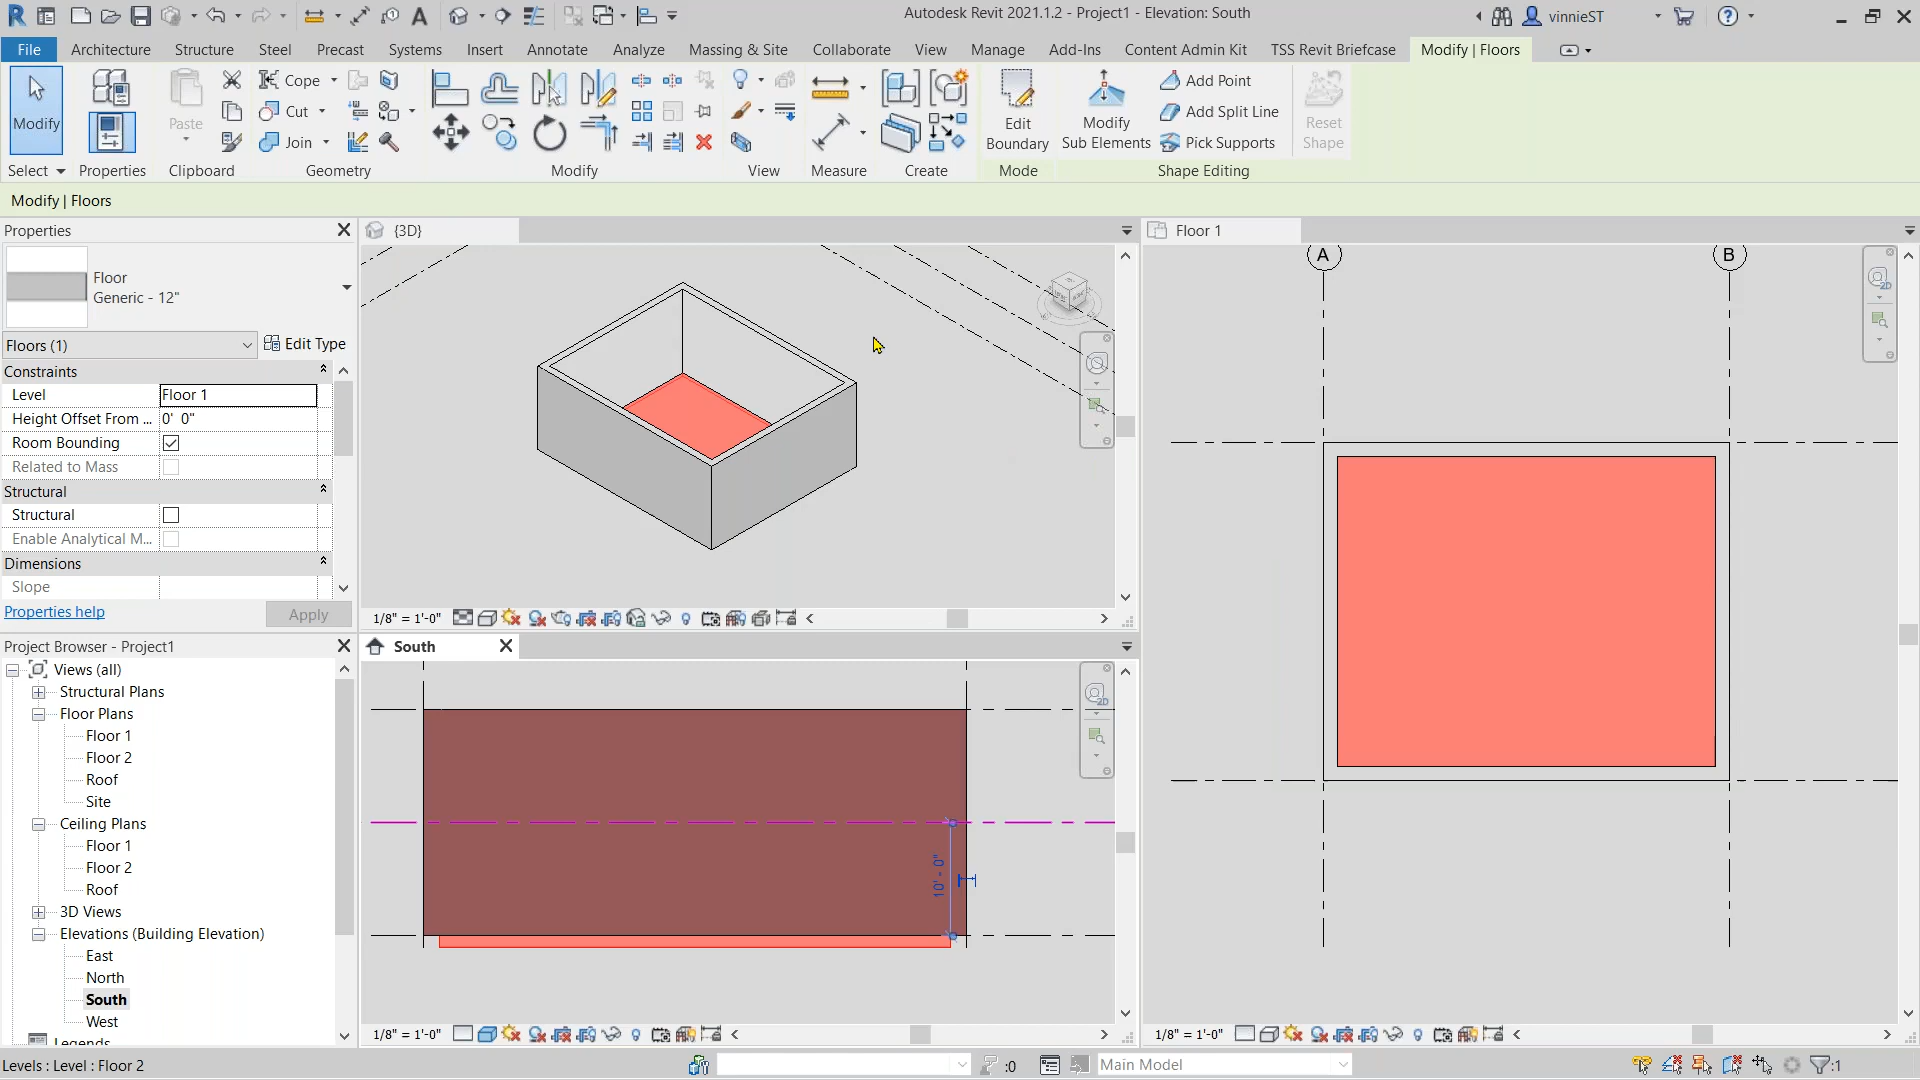 Autodesk Revit 2021.1.2 - Project1 - Elevation: South
vinnieST
File Architecture Structure Steel Precast Systems Insert Annotate Analyze Massing & Site Collaborate View Manage Add-Ins Content Admin Kit TSS Revit Briefcase Modify | Floors
Modify
Paste
Cope
Cut
Join
Edit Boundary
Modify Sub Elements
Add Point
Add Split Line
Pick Supports
Reset Shape
Select Properties Clipboard Geometry Modify View Measure Create Mode Shape Editing
Modify | Floors
Properties
Floor
Generic - 12"
Floors (1)
Edit Type
Constraints
Level Floor 1
Height Offset From ... 0' 0"
Room Bounding
Related to Mass
Structural
Structural
Enable Analytical M...
Dimensions
Slope
Properties help
Apply
Project Browser - Project1
Views (all)
Structural Plans
Floor Plans
Floor 1
Floor 2
Roof
Site
Ceiling Plans
Floor 1
Floor 2
Roof
3D Views
Elevations (Building Elevation)
East
North
South
West
Legends
{3D}
1/8" = 1'-0"
South
10' - 0"
1/8" = 1'-0"
Floor 1
A
B
2D
1/8" = 1'-0"
Levels : Level : Floor 2
:0
Main Model
:1